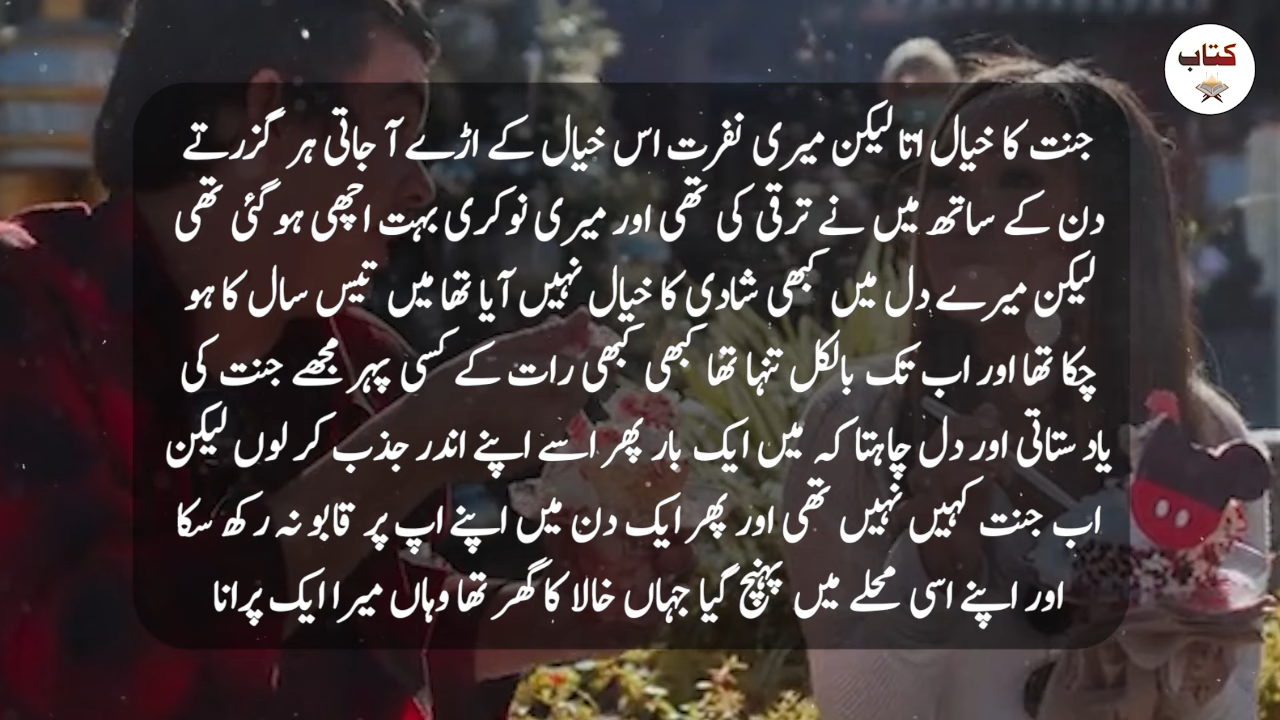 کتاب
جنت کا خیال اتا لیکن میری نفرت اس خیال کے اڑے آ جاتی ہر گزرتے
دن کے ساتھ میں نے ترقی کی تھی اور میری نوکری بہت اچھی ہو گئی تھی
لیکن میرے دل میں کبھی شادی کا خیال نہیں آیا تھا میں تیس سال کا ہو
چکا تھا اور اب تک بالکل تنہا تھا کبھی کبھی رات کے کسی پہر مجھے جنت کی
یاد ستاتی اور دل چاہتا کہ میں ایک بار پھر اسے اپنے اندر جذب کر لوں لیکن
اب جنت کہیں نہیں تھی اور پھر ایک دن میں اپنے اپ پر قابو نہ رکھ سکا
اور اپنے اسی محلے میں پہنچ گیا جہاں خالا کا گھر تھا وہاں میرا ایک پرانا